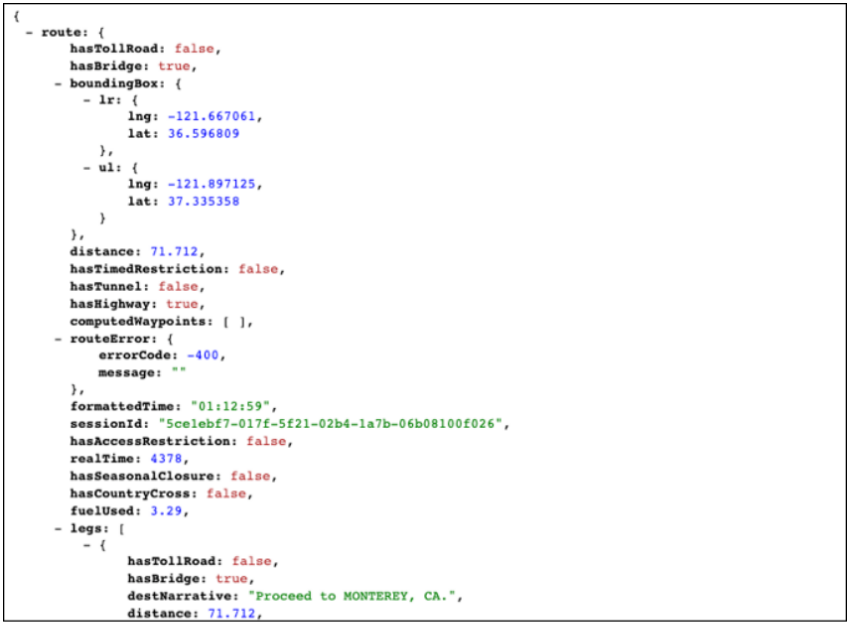 {
- route: {
hasTollRoad: false,
hasBridge: true,
- boundingBox: {
- lr: {
lng: -121.667061,
lat: 36.596809
},
- ul: {
lng: -121.897125,
lat: 37.335358
}
},
distance: 71.712,
hasTimedRestriction: false,
hasTunnel: false,
hasHighway: true,
computedWaypoints: [ ],
- routeError: {
errorCode: -400,
message: ""
},
formattedTime: "01:12:59",
sessionId: "5ce1ebf7-017f-5f21-02b4-1a7b-06b08100f026",
hasAccessRestriction: false,
realTime: 4378,
hasSeasonalClosure: false,
hasCountryCross: false,
fuelUsed: 3.29,
- legs: [
- {
hasTollRoad: false,
hasBridge: true,
destNarrative: "Proceed to MONTEREY, CA.",
distance: 71.712,